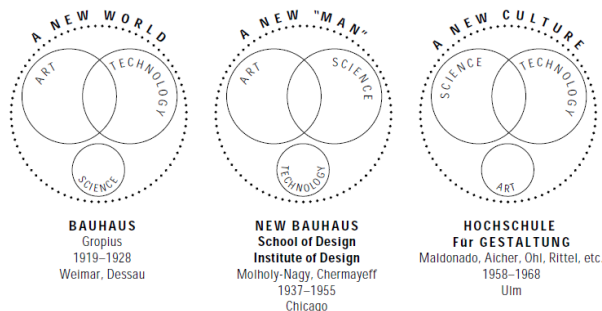 A NEW WORLD
ART
TECHNOLOGY
SCIENCE
BAUHAUS
Gropius
1919–1928
Weimar, Dessau
A NEW "MAN"
ART
SCIENCE
TECHNOLOGY
NEW BAUHAUS
School of Design
Institute of Design
Moholy-Nagy, Chermayeff
1937–1955
Chicago
A NEW CULTURE
SCIENCE
TECHNOLOGY
ART
HOCHSCHULE
Für GESTALTUNG
Maldonado, Aicher, Ohl, Rittel, etc.
1958–1968
Ulm